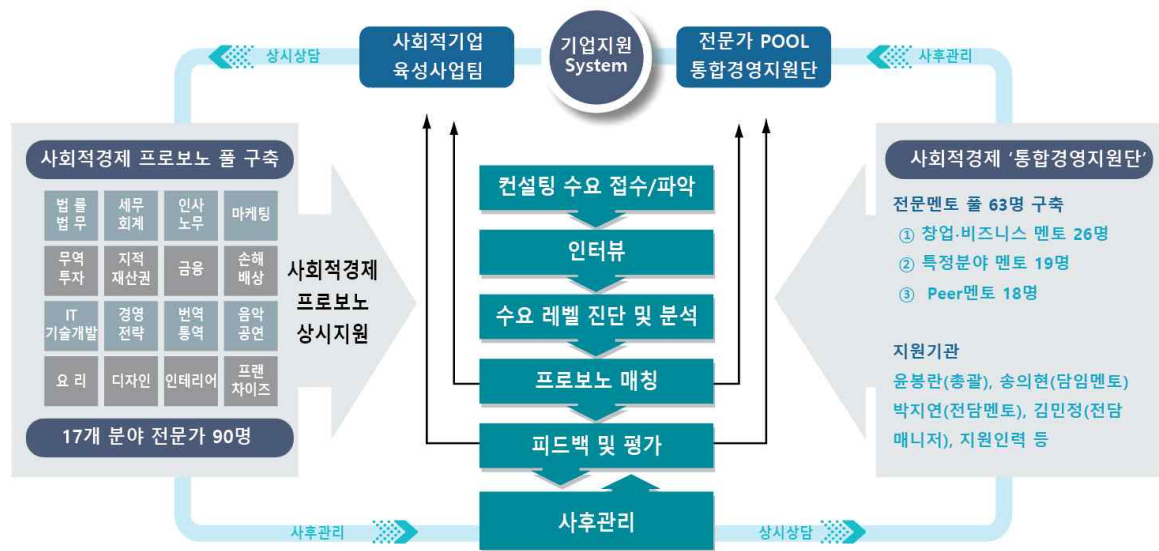 사회적기업
육성사업팀
기업지원
System
전문가 POOL
통합경영지원단
상시상담
사후관리
사회적경제 프로보노 풀 구축
법 률
법 무
세무
회계
인사
노무
마케팅
무역
투자
지적
재산권
금융
손해
배상
IT
기술개발
경영
전략
번역
통역
음악
공연
요 리
디자인
인테리어
프랜
차이즈
17개 분야 전문가 90명
사회적경제
프로보노
상시지원
컨설팅 수요 접수/파악
인터뷰
수요 레벨 진단 및 분석
프로보노 매칭
피드백 및 평가
사후관리
사회적경제 ‘통합경영지원단’
전문멘토 풀 63명 구축
① 창업·비즈니스 멘토 26명
② 특정분야 멘토 19명
③ Peer멘토 18명
지원기관
윤봉란(총괄), 송의현(담임멘토)
박지연(전담멘토), 김민정(전담
매니저), 지원인력 등
사후관리
상시상담